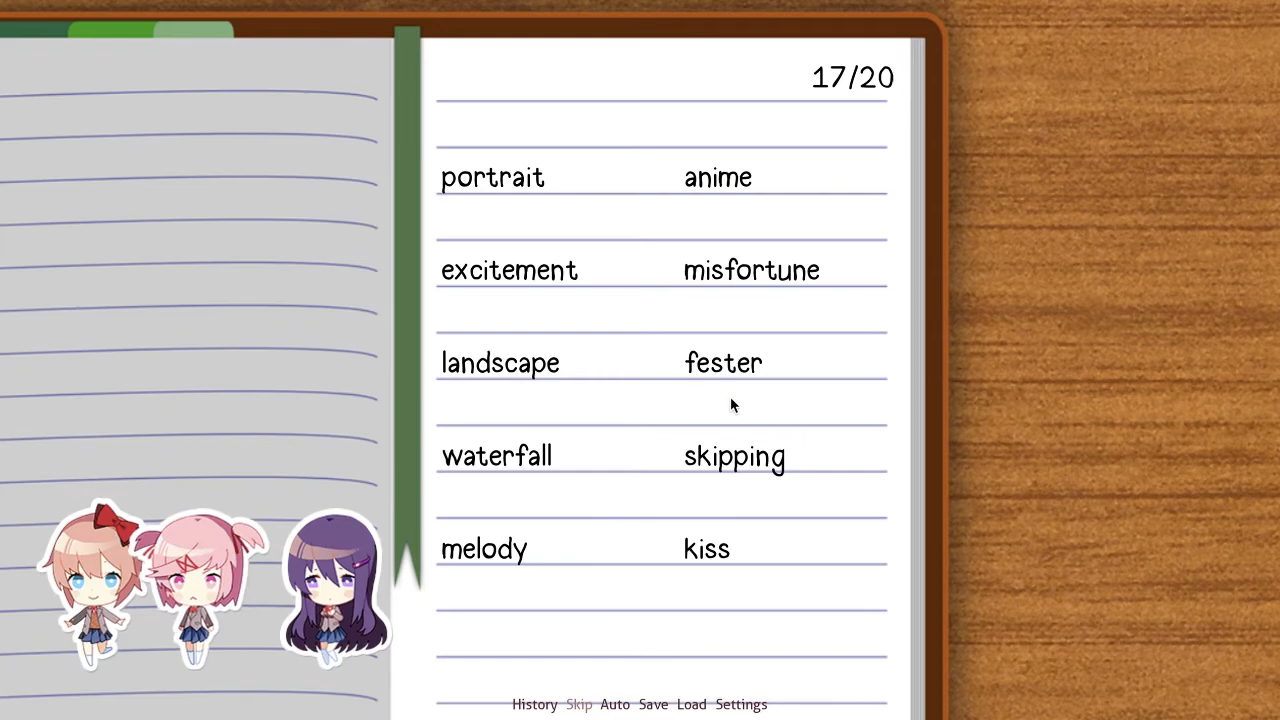 17/20
portrait anime
excitement misfortune
landscape fester
waterfall skipping
melody kiss
History Skip Auto Save Load Settings